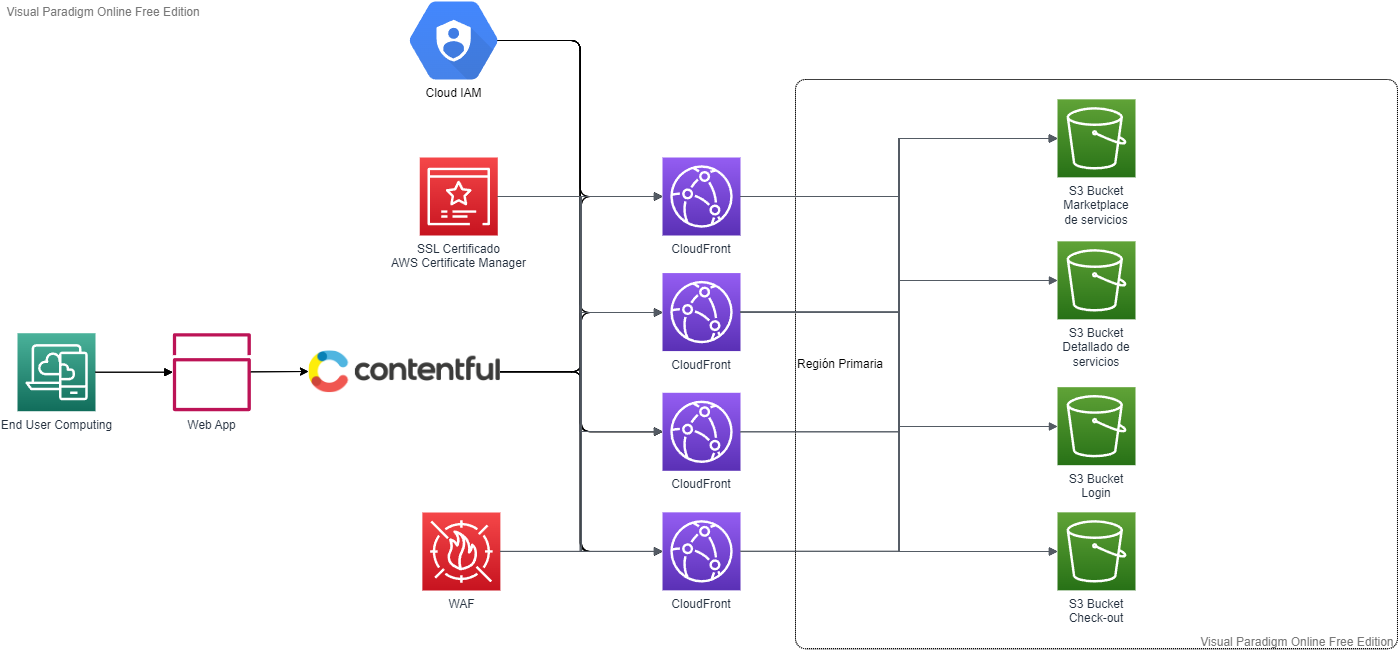 Visual Paradigm Online Free Edition
Cloud IAM
SSL Certificado
AWS Certificate Manager
CloudFront
S3 Bucket
Marketplace
de servicios
CloudFront
S3 Bucket
Detallado de
servicios
Región Primaria
End User Computing
Web App
contentful
CloudFront
S3 Bucket
Login
WAF
CloudFront
S3 Bucket
Check-out
Visual Paradigm Online Free Edition